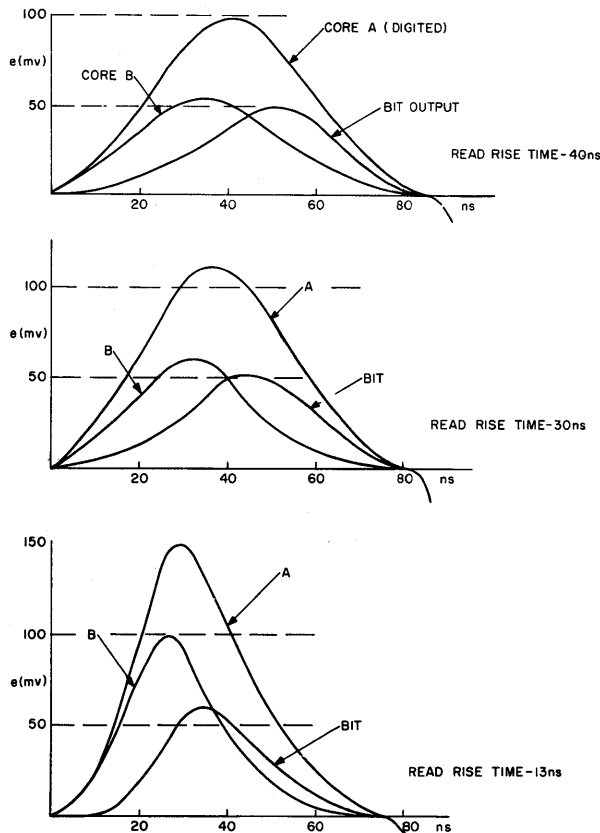 100
CORE A (DIGITED)
e(mv)
CORE B
50
BIT OUTPUT
READ RISE TIME-40ns
20 40 60 ns 80
100
A
e(mv)
B
50
BIT
READ RISE TIME-30ns
20 40 60 80 ns
150
A
B
100
e(mv)
50
BIT
READ RISE TIME-13ns
20 40 60 80 ns